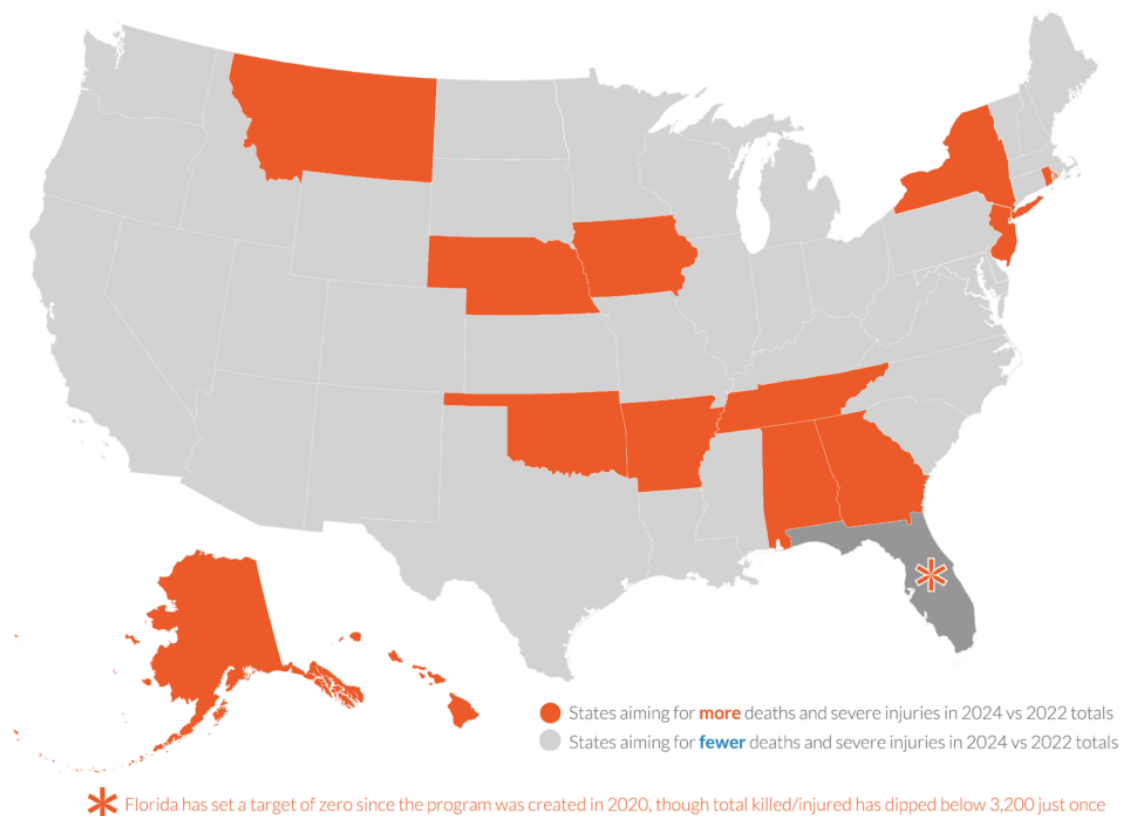 States aiming for more deaths and severe injuries in 2024 vs 2022 totals
States aiming for fewer deaths and severe injuries in 2024 vs 2022 totals
Florida has set a target of zero since the program was created in 2020, though total killed/injured has dipped below 3,200 just once